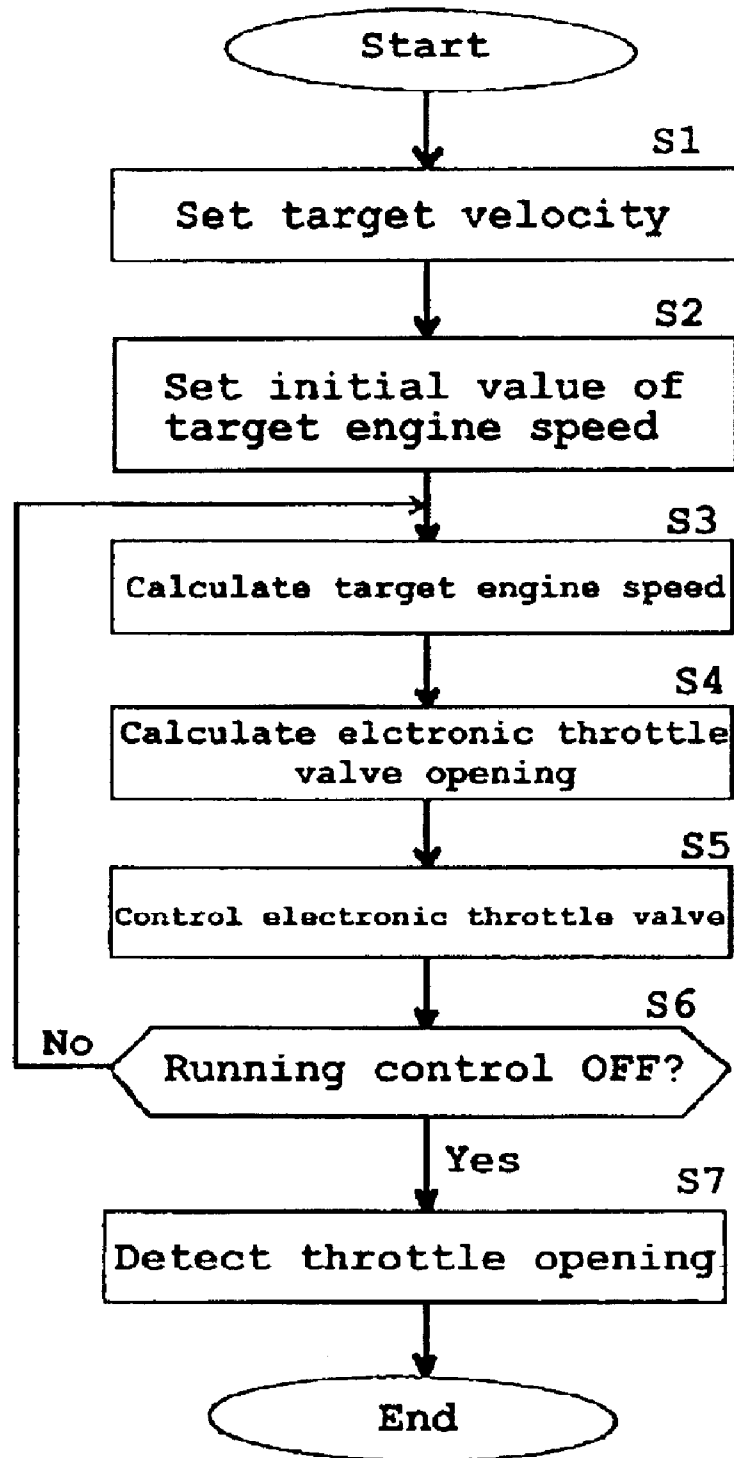 Start
S1
Set target velocity
S2
Set initial value of
target engine speed
S3
Calculate target engine speed
S4
Calculate elctronic throttle
valve opening
S5
Control electronic throttle valve
S6
No
Running control OFF?
Yes
S7
Detect throttle opening
End